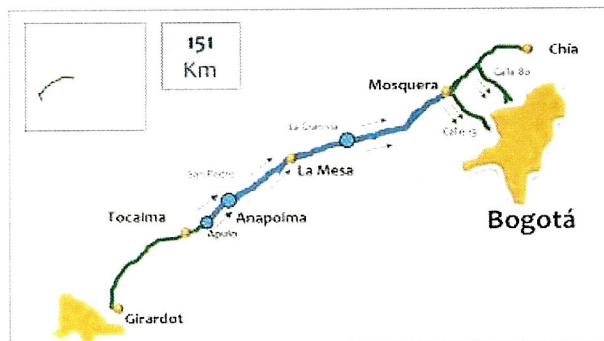 151
Km
Chía
Calle 80
Mosquera
Calle 13
La Mesa
San Pedro
Bogotá
Tocaima
Anapoima
Apulo
Girardot